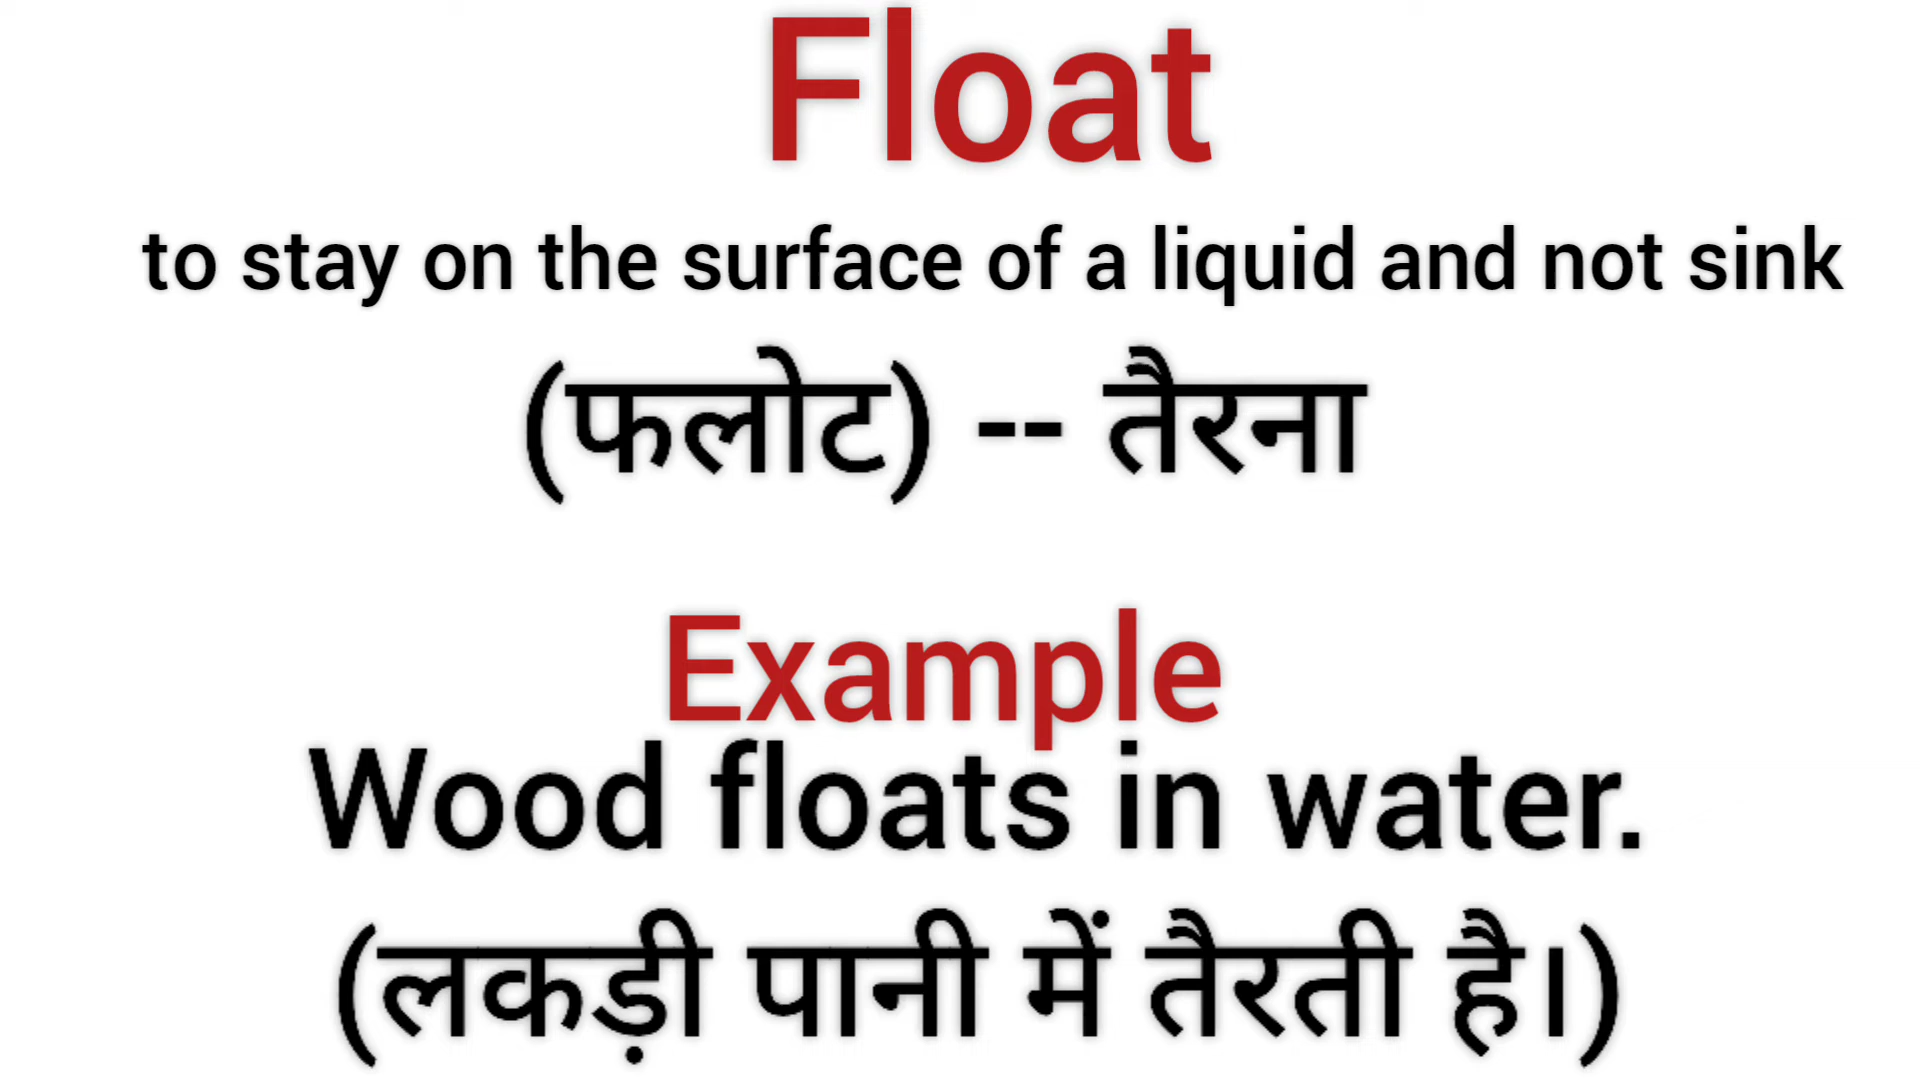 Float
to stay on the surface of a liquid and not sink
(फलोट) -- तैरना
Example
Wood floats in water.
(लकड़ी पानी में तैरती है।)